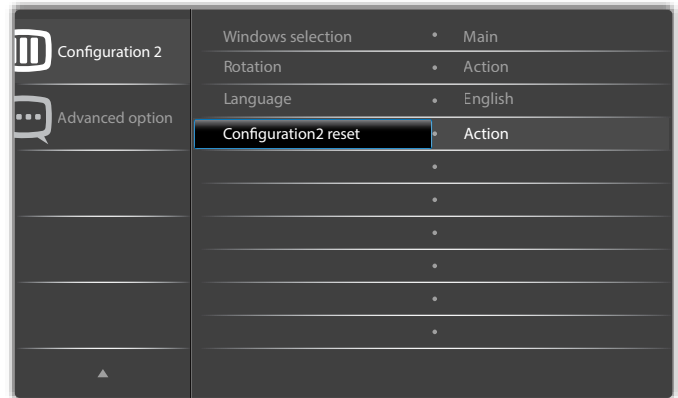 Configuration 2
Advanced option
Windows selection • Main
Rotation • Action
Language • English
Configuration2 reset • Action